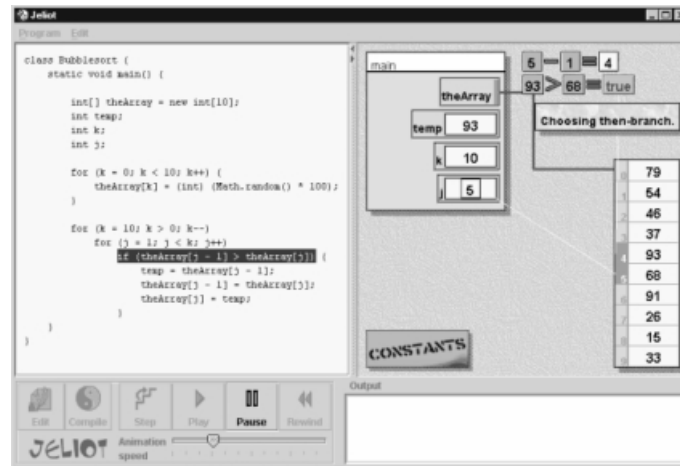 Jeliot
Program Edit
class Bubblesort {
static void main() {
int[] theArray = new int[10];
int temp;
int k;
int j;
for (k = 0; k < 10; k++) {
theArray[k] = (int) (Math.random() * 100);
}
for (k = 10; k > 0; k--)
for (j = 1; j < k; j++)
if (theArray[j - 1] > theArray[j]) {
temp = theArray[j - 1];
theArray[j - 1] = theArray[j];
theArray[j] = temp;
}
}
}
main
theArray
temp 93
k 10
j 5
5 - 1 = 4
93 > 68 = true
Choosing then-branch.
0 79
1 54
2 46
3 37
4 93
5 68
6 91
7 26
8 15
9 33
CONSTANTS
Edit Compile Step Play Pause Rewind
JELIOT Animation speed
Output